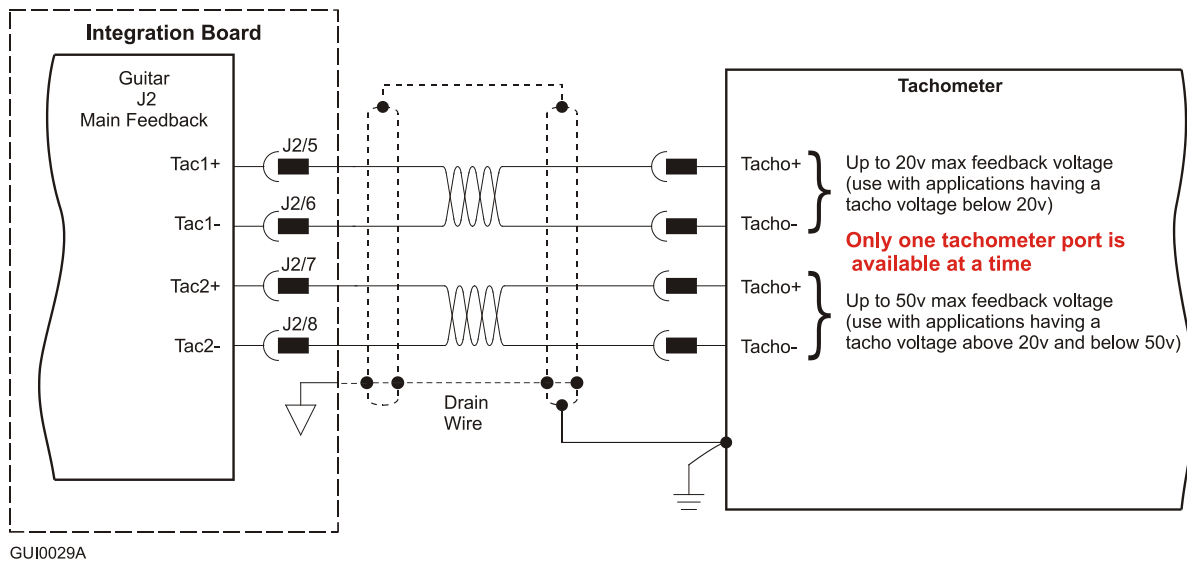 Integration Board
Guitar
J2
Main Feedback
Tac1+
J2/5
Tac1-
J2/6
Tac2+
J2/7
Tac2-
J2/8
Drain
Wire
Tachometer
Tacho+
Tacho-
Up to 20v max feedback voltage
(use with applications having a
tacho voltage below 20v)
Only one tachometer port is
available at a time
Tacho+
Tacho-
Up to 50v max feedback voltage
(use with applications having a
tacho voltage above 20v and below 50v)
GUI0029A